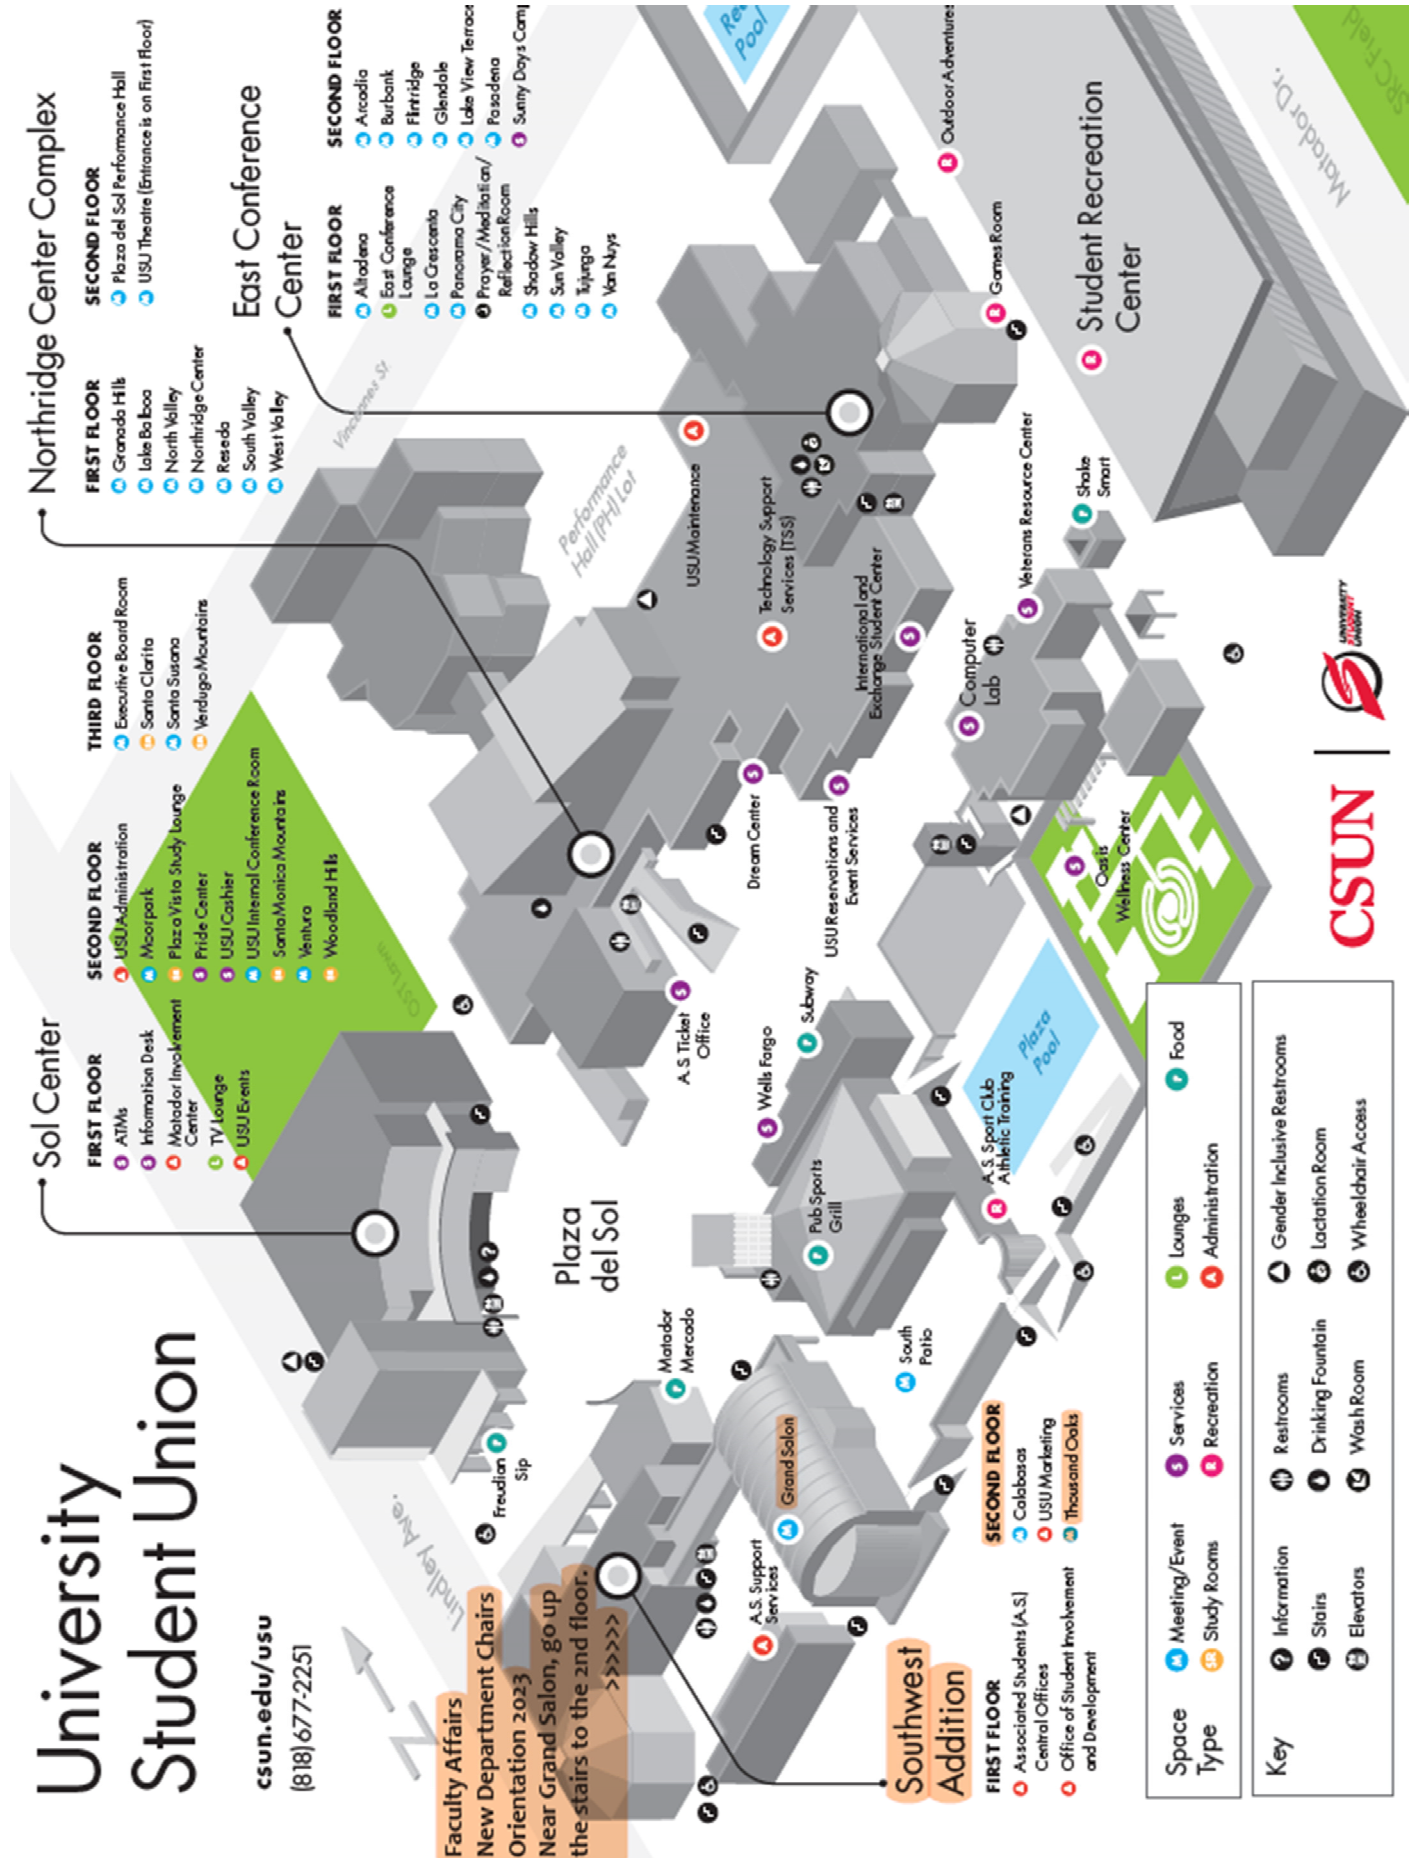 University
Student Union
csun.edu/usu
(818) 677-2251
Sol Center
FIRST FLOOR
S ATMs
S Information Desk
A Matador Involvement
Center
L TV Lounge
A USU Events
SECOND FLOOR
A USU Administration
M Moorpark
SR Plaza Vista Study Lounge
S Pride Center
S USU Cashier
M USU Internal Conference Room
SR Santa Monica Mountains
M Ventura
SR Woodland Hills
THIRD FLOOR
M Executive Board Room
SR Santa Clarita
M Santa Susana
SR Verdugo Mountains
Northridge Center Complex
FIRST FLOOR
M Granada Hills
M Lake Balboa
M North Valley
M Northridge Center
M Reseda
M South Valley
M West Valley
SECOND FLOOR
M Plaza del Sol Performance Hall
M USU Theatre (Entrance is on First Floor)
East Conference
Center
FIRST FLOOR
M Altadena
L East Conference
Lounge
M La Crescenta
M Panorama City
Prayer/Meditation/
Reflection Room
M Shadow Hills
M Sun Valley
M Tujunga
M Van Nuys
SECOND FLOOR
M Arcadia
M Burbank
M Flintridge
M Glendale
M Lake View Terrace
M Pasadena
S Sunny Days Camp
Vincennes St
Lindley Ave.
Matador Dr.
SRC Field
Rec
Pool
Performance
Hall (PH) Lot
USU Maintenance
A
Technology Support
Services (TSS)
A
International and
Exchange Student Center
S
Computer
Lab
S
S Veterans Resource Center
F Shake
Smart
R Games Room
R Outdoor Adventures
R Student Recreation
Center
Dream Center S
USU Reservations and
Event Services
S
S
Oasis
Wellness Center
Plaza
Pool
A.S. Ticket
Office
S
S Wells Fargo
F Subway
Pub Sports
Grill
F
A.S. Sport Club
Athletic Training
R
Plaza
del Sol
Matador
Mercado
F
Freudian
Sip
F
M South
Patio
M Grand Salon
A.S. Support
Services
A
Faculty Affairs
New Department Chairs
Orientation 2023
Near Grand Salon, go up
the stairs to the 2nd floor.
>>>>>>
Southwest
Addition
FIRST FLOOR
A Associated Students (A.S.)
Central Offices
A Office of Student Involvement
and Development
SECOND FLOOR
M Calabasas
A USU Marketing
M Thousand Oaks
Space
Type
M Meeting/Event
S Services
L Lounges
F Food
SR Study Rooms
R Recreation
A Administration
Key
? Information
Restrooms
Gender Inclusive Restrooms
Stairs
Drinking Fountain
Lactation Room
Elevators
Wash Room
Wheelchair Access
CSUN
UNIVERSITY
STUDENT
UNION